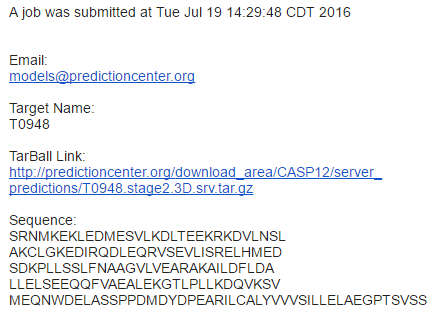 A job was submitted at Tue Jul 19 14:29:48 CDT 2016
Email:
models@predictioncenter.org
Target Name:
T0948
TarBall Link:
http://predictioncenter.org/download_area/CASP12/server_
predictions/T0948.stage2.3D.srv.tar.gz
Sequence:
SRNMKEKLEDMESVLKDLTEEKRKDVLNSL
AKCLGKEDIRQDLEQRVSEVLISRELHMED
SDKPLLSSLFNAAGVLVEARAKAILDFLDA
LLELSEEQQFVAEALEKGTLPLLKDQVKSV
MEQNWDELASSPPDMDYDPEARILCALYVVVSILLELAEGPTSVSS